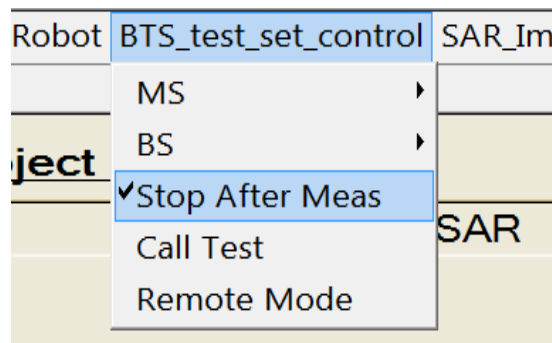 Robot BTS_test_set_control SAR_Im
MS
BS
ject
Stop After Meas
SAR
Call Test
Remote Mode